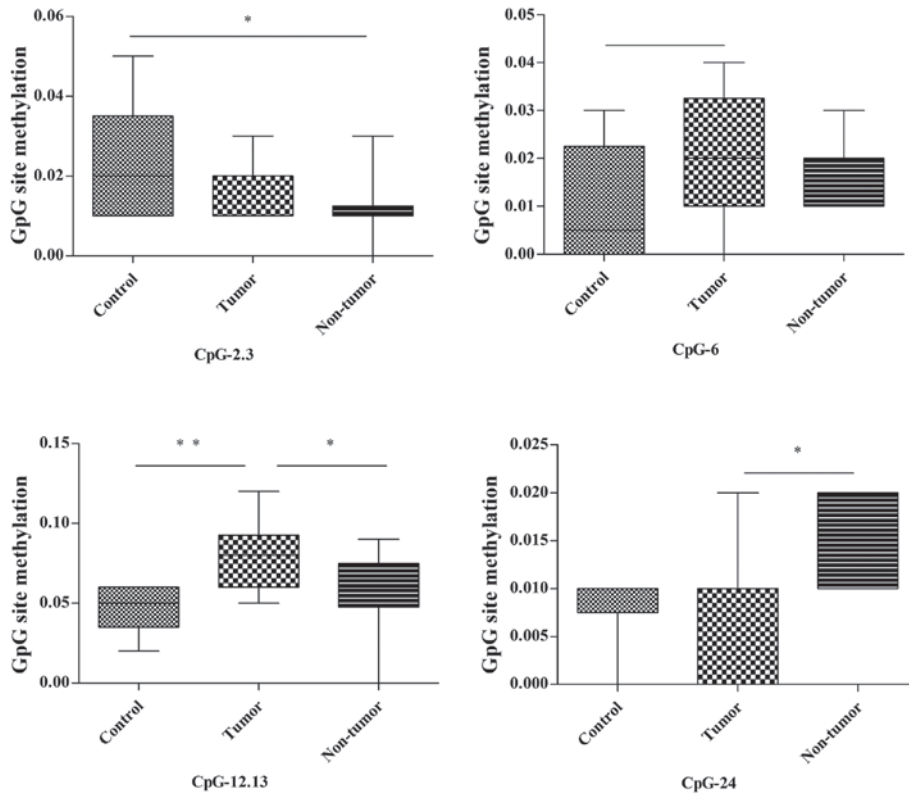 *
0.06
0.04
0.02
0.00
GpG site methylation
Control
Tumor
Non-tumor
CpG-2.3
0.05
0.04
0.03
0.02
0.01
0.00
GpG site methylation
Control
Tumor
Non-tumor
CpG-6
* *
*
0.15
0.10
0.05
0.00
GpG site methylation
Control
Tumor
Non-tumor
CpG-12.13
*
0.025
0.020
0.015
0.010
0.005
0.000
GpG site methylation
Control
Tumor
Non-tumor
CpG-24